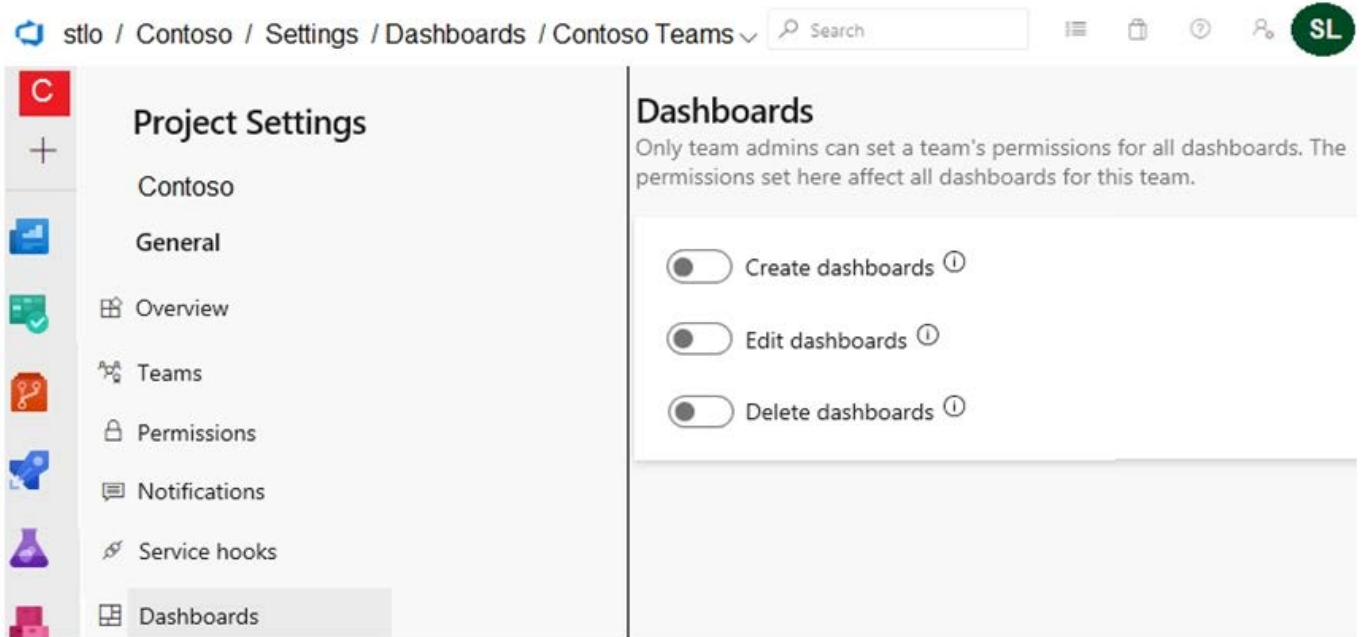 stlo / Contoso / Settings / Dashboards / Contoso Teams
Search
SL
C
Project Settings
Contoso
General
Overview
Teams
Permissions
Notifications
Service hooks
Dashboards
Dashboards
Only team admins can set a team's permissions for all dashboards. The
permissions set here affect all dashboards for this team.
Create dashboards
Edit dashboards
Delete dashboards